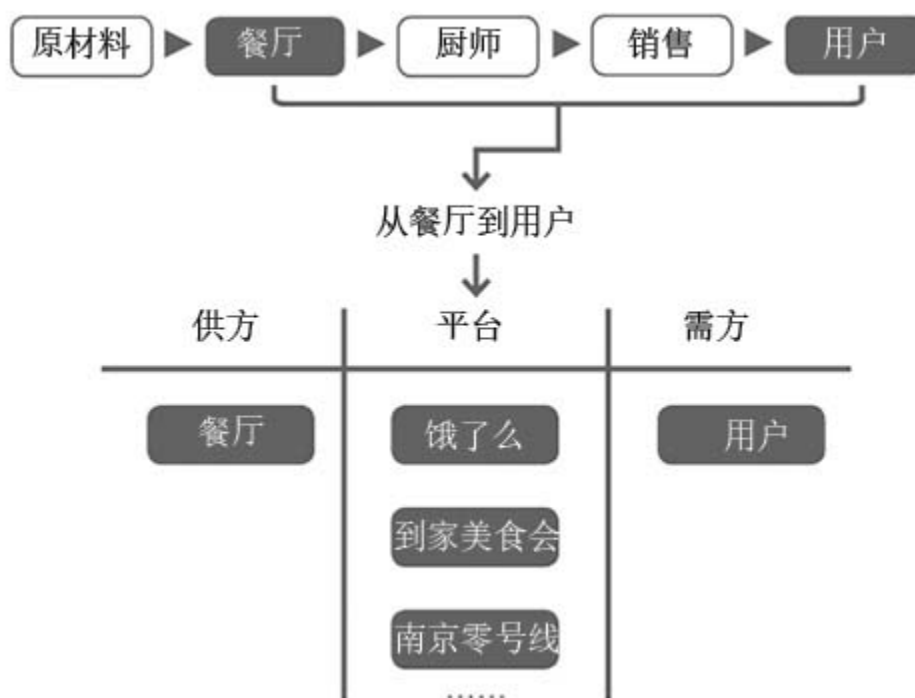 原材料 餐厅 厨师 销售 用户
从餐厅到用户
供方 平台 需方
餐厅 饿了么 用户
到家美食会
南京零号线
……